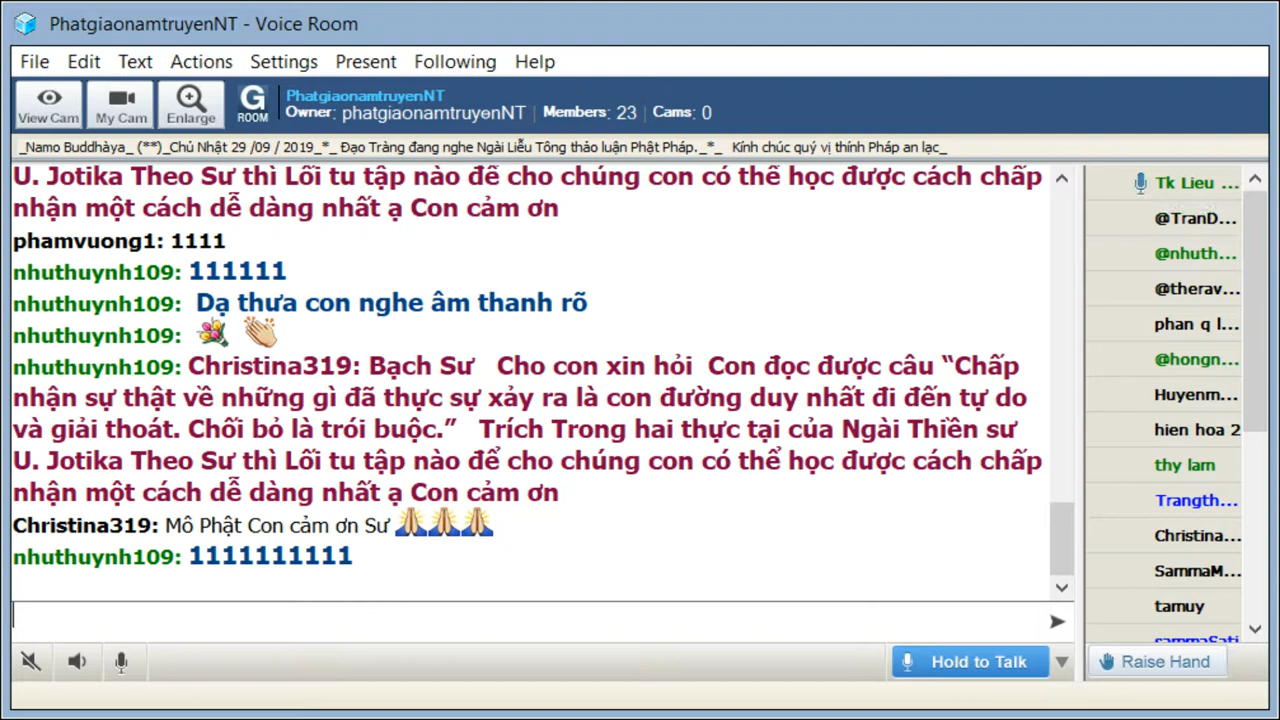 PhatgiaonamtruyenNT - Voice Room
File Edit Text Actions Settings Present Following Help
View Cam My Cam Enlarge G ROOM
PhatgiaonamtruyenNT
Owner: phatgiaonamtruyenNT | Members: 23 | Cams: 0
_Namo Buddhàya_ (**)_Chủ Nhật 29 /09 / 2019_*_ Đạo Tràng đang nghe Ngài Liễu Tông thảo luận Phật Pháp._*_ Kính chúc quý vị thính Pháp an lạc_
U. Jotika Theo Sư thì Lối tu tập nào để cho chúng con có thể học được cách chấp
nhận một cách dễ dàng nhất ạ Con cảm ơn
phamvuong1: 1111
nhuthuynh109: 111111
nhuthuynh109: Dạ thưa con nghe âm thanh rõ
nhuthuynh109:
nhuthuynh109: Christina319: Bạch Sư Cho con xin hỏi Con đọc được câu “Chấp
nhận sự thật về những gì đã thực sự xảy ra là con đường duy nhất đi đến tự do
và giải thoát. Chối bỏ là trói buộc.” Trích Trong hai thực tại của Ngài Thiền sư
U. Jotika Theo Sư thì Lối tu tập nào để cho chúng con có thể học được cách chấp
nhận một cách dễ dàng nhất ạ Con cảm ơn
Christina319: Mô Phật Con cảm ơn Sư
nhuthuynh109: 1111111111
Tk Lieu ...
@TranD...
@nhuth...
@therav...
phan q l...
@hongn...
Huyenm...
hien hoa 2
thy lam
Trangth...
Christina...
SammaM...
tamuy
sammaSati
Hold to Talk
Raise Hand